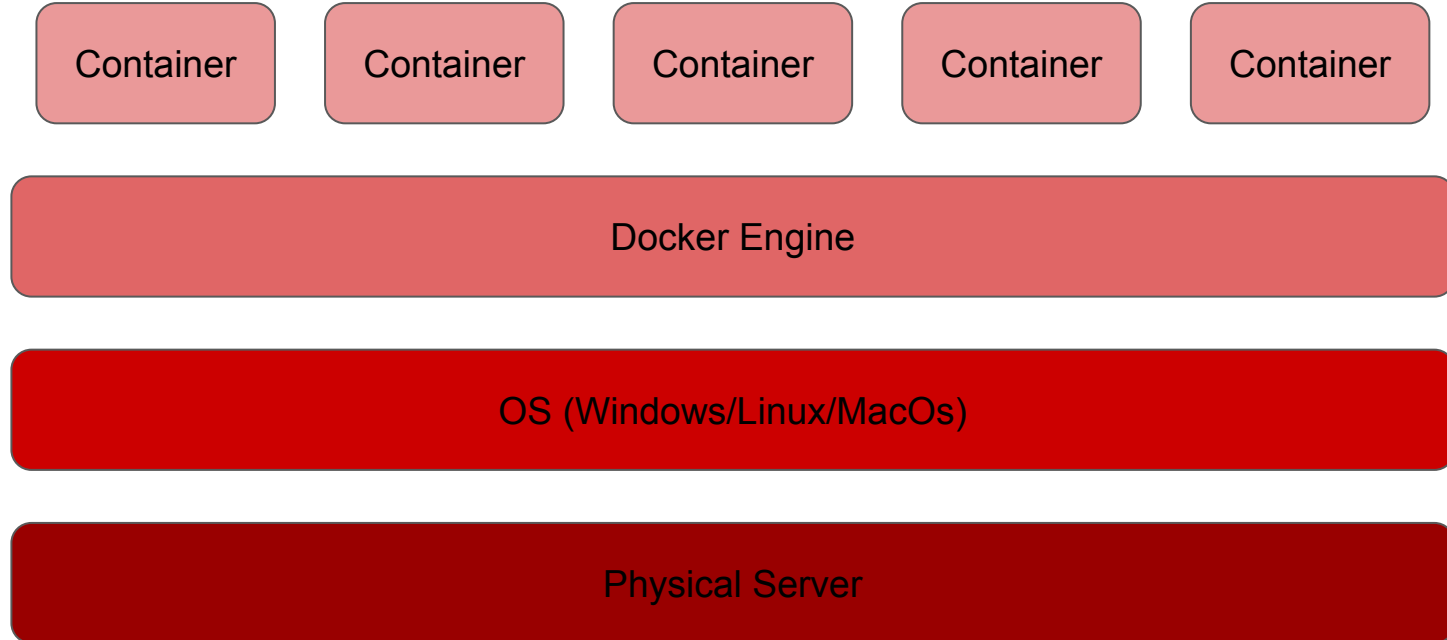 Container
Container
Container
Container
Container
Docker Engine
OS (Windows/Linux/MacOs)
Physical Server